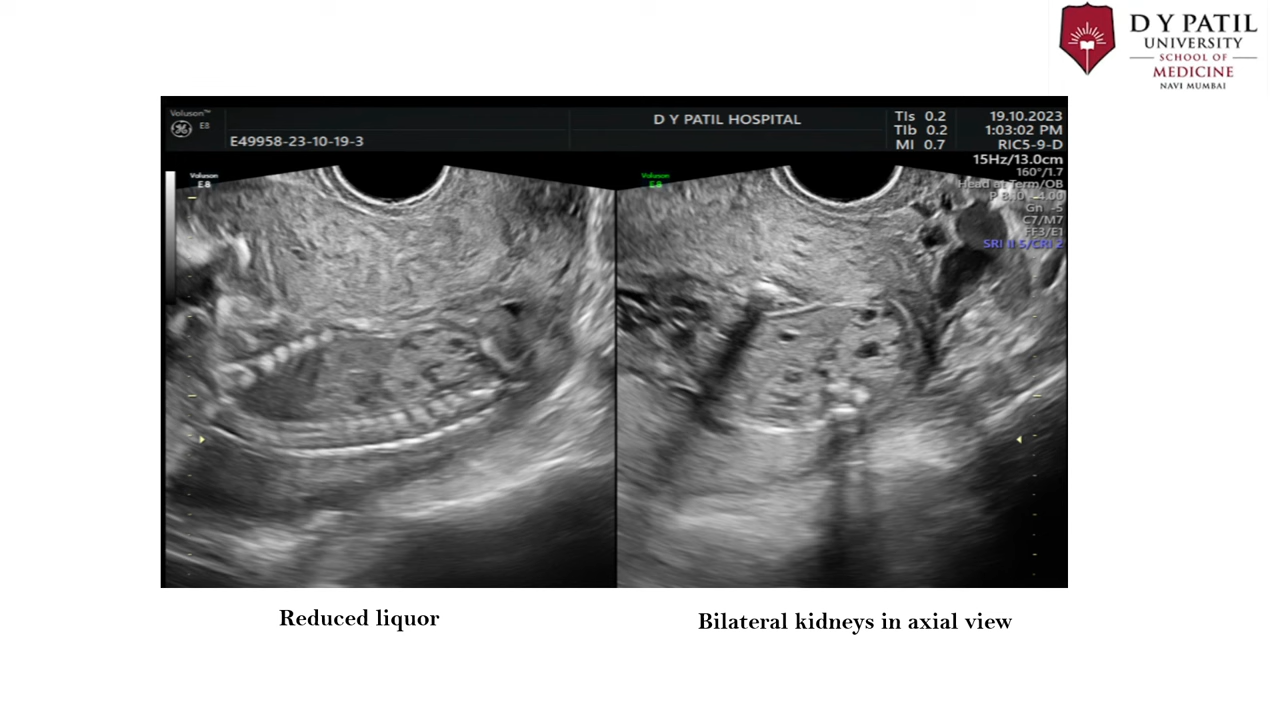 D Y PATIL
UNIVERSITY
SCHOOL OF
MEDICINE
NAVI MUMBAI
Voluson™
E8
E49958-23-10-19-3
D Y PATIL HOSPITAL
TIs 0.2
TIb 0.2
MI 0.7
19.10.2023
1:03:02 PM
RIC5-9-D
15Hz/13.0cm
160°/1.7
Head at Term/OB
Gn -5
C7/M7
FF3/E1
SRI II 5/CRI 2
Voluson
E8
Voluson
E8
Reduced liquor
Bilateral kidneys in axial view